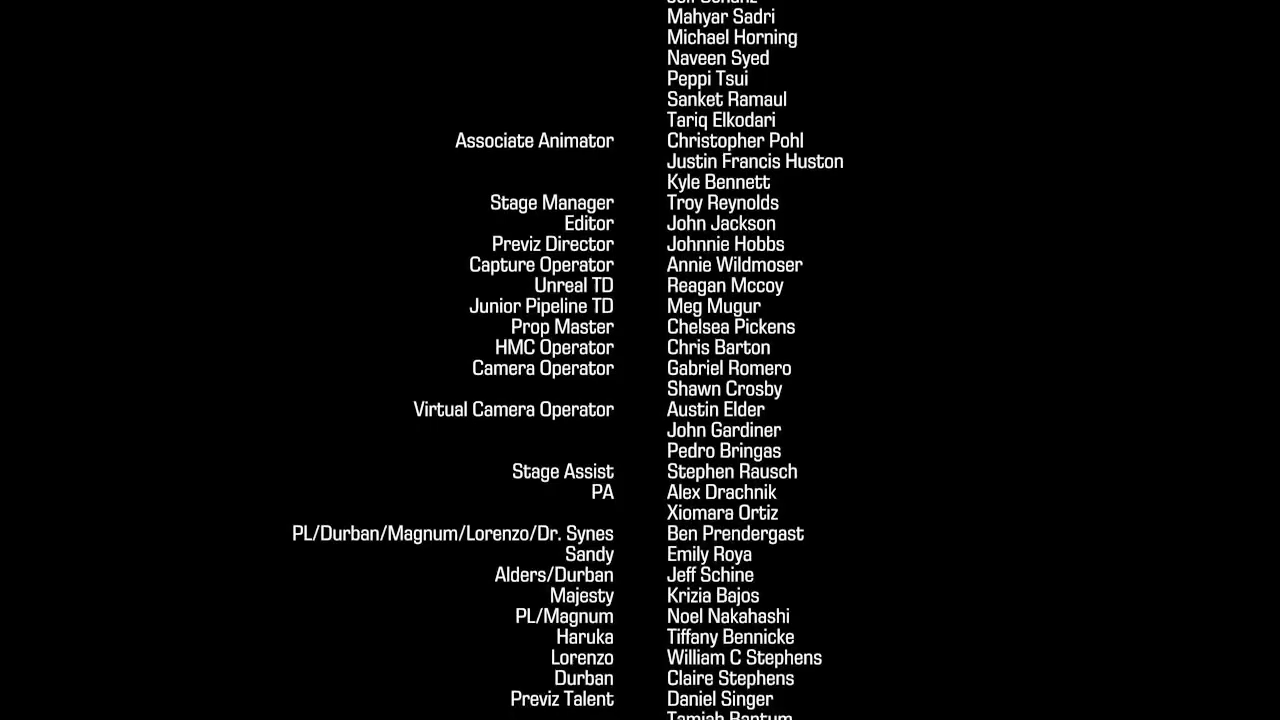 Mahyar Sadri
Michael Horning
Naveen Syed
Peppi Tsui
Sanket Ramaul
Tariq Elkodari
Associate Animator Christopher Pohl
Justin Francis Huston
Kyle Bennett
Stage Manager Troy Reynolds
Editor John Jackson
Previz Director Johnnie Hobbs
Capture Operator Annie Wildmoser
Unreal TD Reagan Mccoy
Junior Pipeline TD Meg Mugur
Prop Master Chelsea Pickens
HMC Operator Chris Barton
Camera Operator Gabriel Romero
Shawn Crosby
Virtual Camera Operator Austin Elder
John Gardiner
Pedro Bringas
Stage Assist Stephen Rausch
PA Alex Drachnik
Xiomara Ortiz
PL/Durban/Magnum/Lorenzo/Dr. Synes Ben Prendergast
Sandy Emily Roya
Alders/Durban Jeff Schine
Majesty Krizia Bajos
PL/Magnum Noel Nakahashi
Haruka Tiffany Bennicke
Lorenzo William C Stephens
Durban Claire Stephens
Previz Talent Daniel Singer